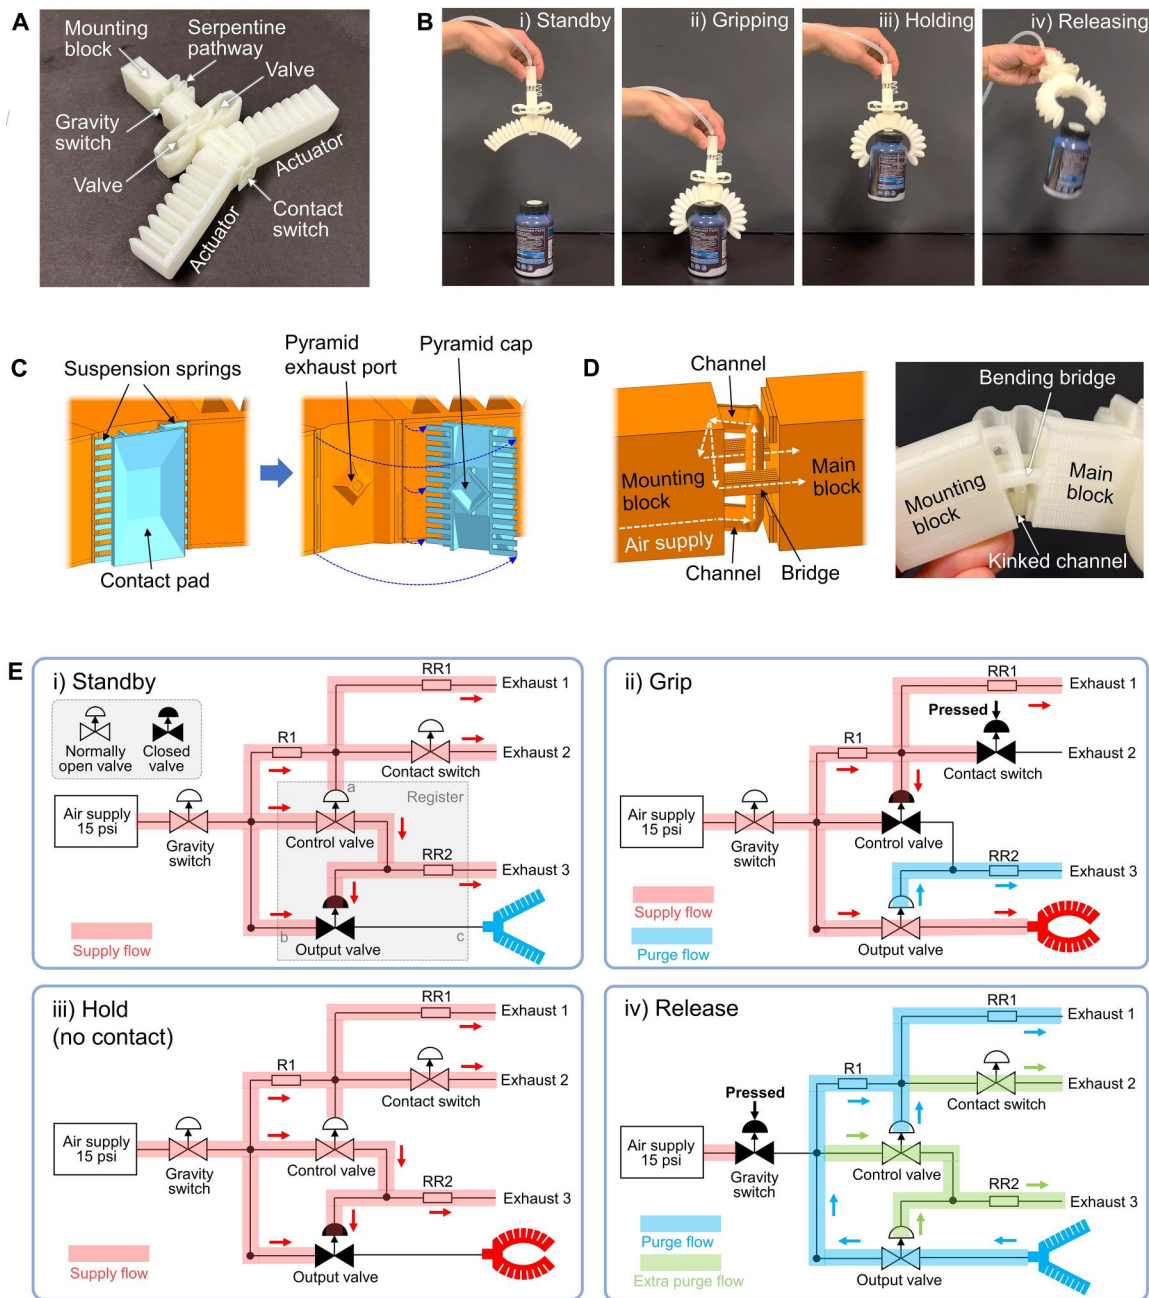 A
Mounting
block
Serpentine
pathway
Valve
Gravity
switch
Valve
Actuator
Actuator
Contact
switch
B
i) Standby
ii) Gripping
iii) Holding
iv) Releasing
C
Suspension springs
Contact pad
Pyramid
exhaust port
Pyramid cap
D
Channel
Mounting
block
Main
block
Air supply
Channel
Bridge
Bending bridge
Mounting
block
Main
block
Kinked channel
E
i) Standby
Normally
open valve
Closed
valve
RR1
Exhaust 1
R1
Exhaust 2
Contact switch
a
Register
Air supply
15 psi
Gravity
switch
Control valve
RR2
Exhaust 3
b
c
Output valve
Supply flow
ii) Grip
RR1
Exhaust 1
Pressed
R1
Exhaust 2
Contact switch
Air supply
15 psi
Gravity
switch
Control valve
RR2
Exhaust 3
Supply flow
Purge flow
Output valve
iii) Hold
(no contact)
RR1
Exhaust 1
R1
Exhaust 2
Contact switch
Air supply
15 psi
Gravity
switch
Control valve
RR2
Exhaust 3
Output valve
Supply flow
iv) Release
RR1
Exhaust 1
R1
Exhaust 2
Contact switch
Pressed
Air supply
15 psi
Gravity
switch
Control valve
RR2
Exhaust 3
Purge flow
Extra purge flow
Output valve